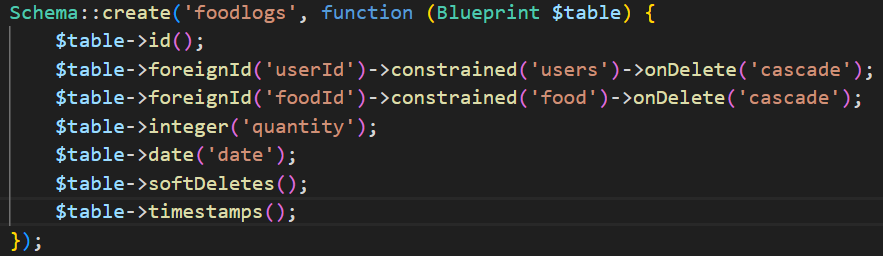 Schema::create('foodlogs', function (Blueprint $table) {
    $table->id();
    $table->foreignId('userId')->constrained('users')->onDelete('cascade');
    $table->foreignId('foodId')->constrained('food')->onDelete('cascade');
    $table->integer('quantity');
    $table->date('date');
    $table->softDeletes();
    $table->timestamps();
});